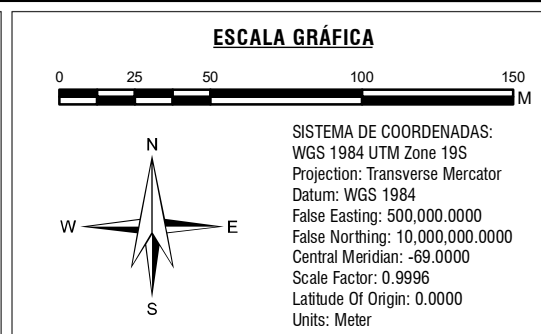 ESCALA GRÁFICA
0 25 50 100 150
M
N
W E
S
SISTEMA DE COORDENADAS:
WGS 1984 UTM Zone 19S
Projection: Transverse Mercator
Datum: WGS 1984
False Easting: 500,000.0000
False Northing: 10,000,000.0000
Central Meridian: -69.0000
Scale Factor: 0.9996
Latitude Of Origin: 0.0000
Units: Meter